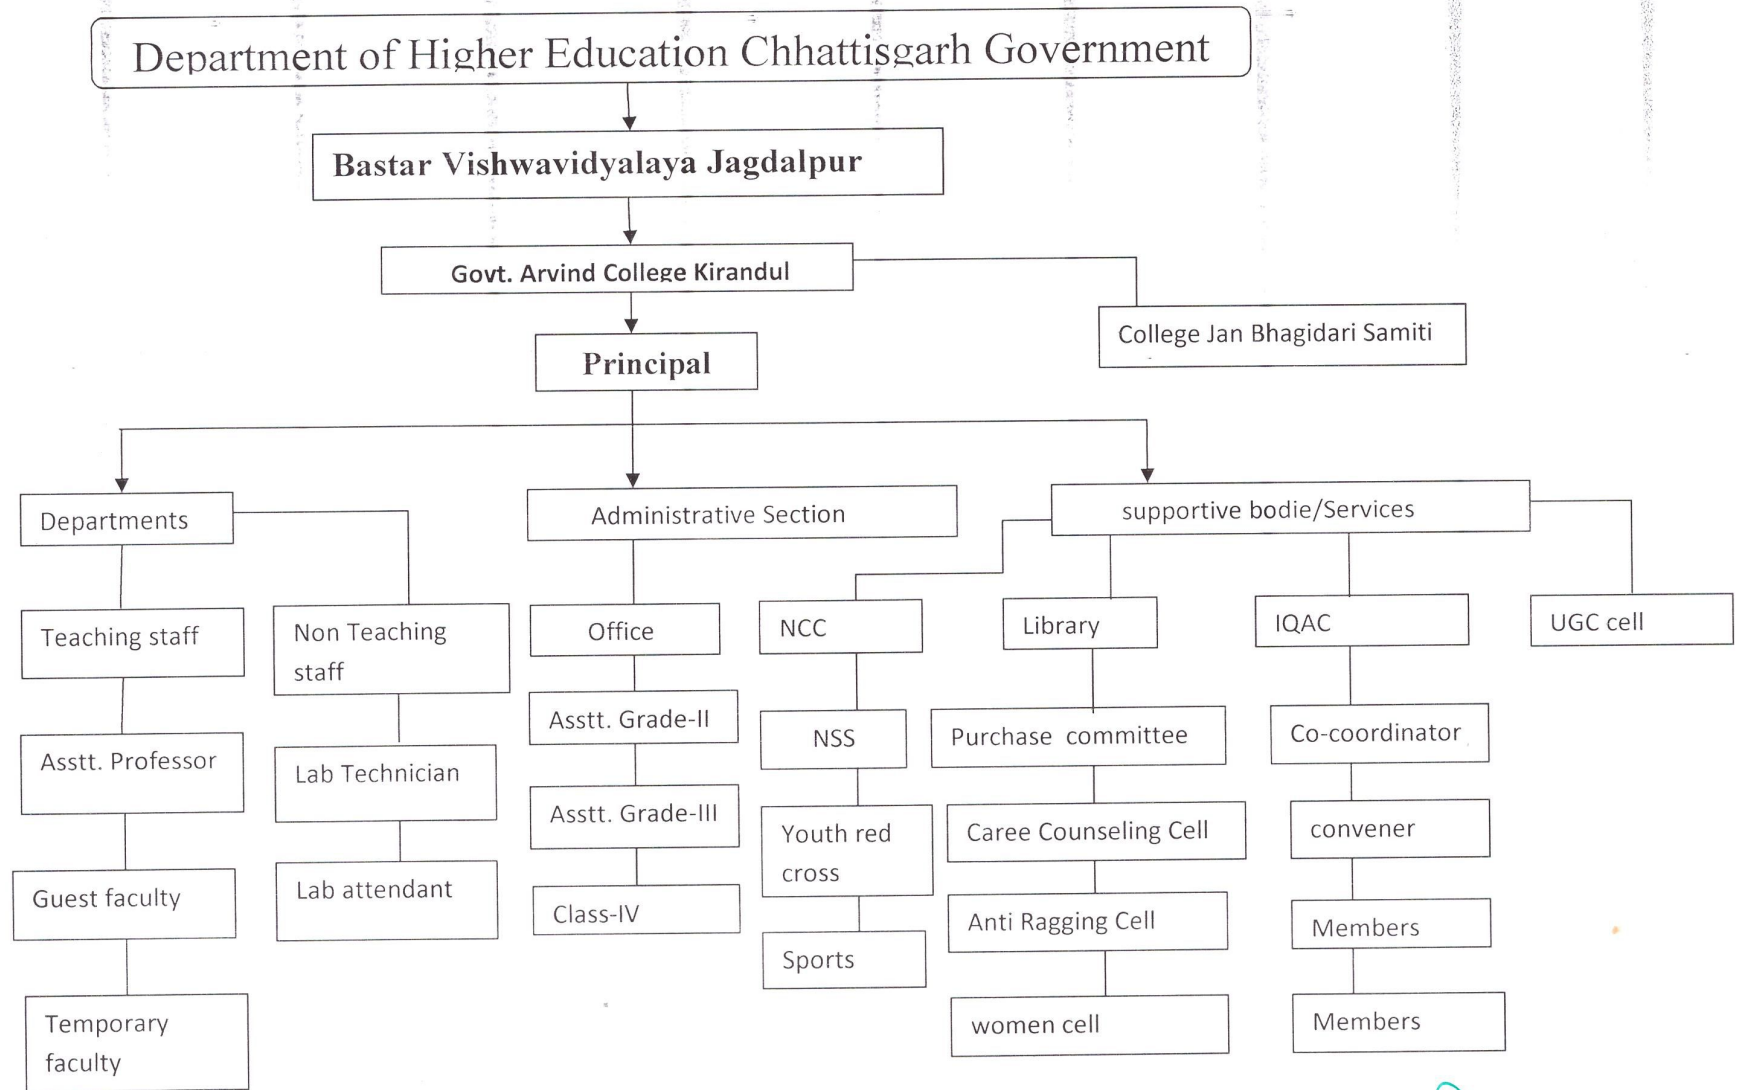 Department of Higher Education Chhattisgarh Government
Bastar Vishwavidyalaya Jagdalpur
Govt. Arvind College Kirandul
College Jan Bhagidari Samiti
Principal
Departments
Administrative Section
supportive bodie/Services
Teaching staff
Non Teaching
staff
Office
NCC
Library
IQAC
UGC cell
Asstt. Professor
Lab Technician
Asstt. Grade-II
NSS
Purchase committee
Co-coordinator
Asstt. Grade-III
Youth red
cross
Caree Counseling Cell
convener
Guest faculty
Lab attendant
Class-IV
Sports
Anti Ragging Cell
Members
Temporary
faculty
women cell
Members